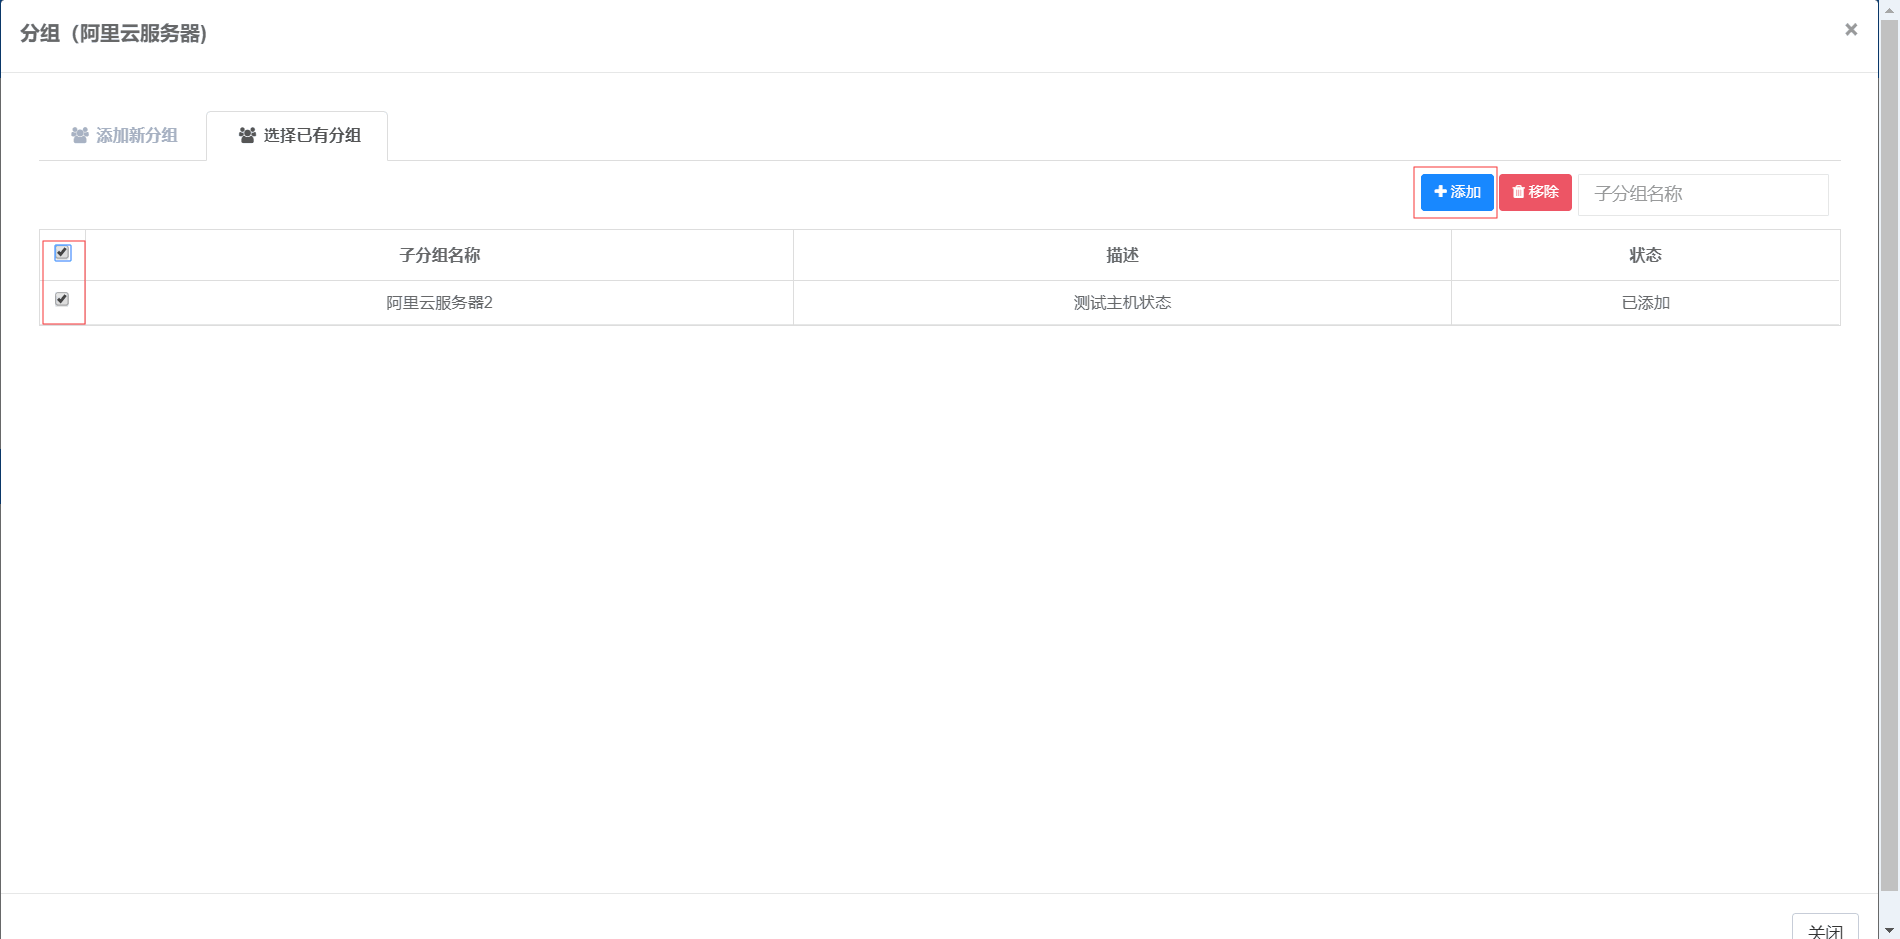 分组（阿里云服务器)
添加新分组 选择已有分组
添加 移除 子分组名称
子分组名称 描述 状态
阿里云服务器2 测试主机状态 已添加
关闭